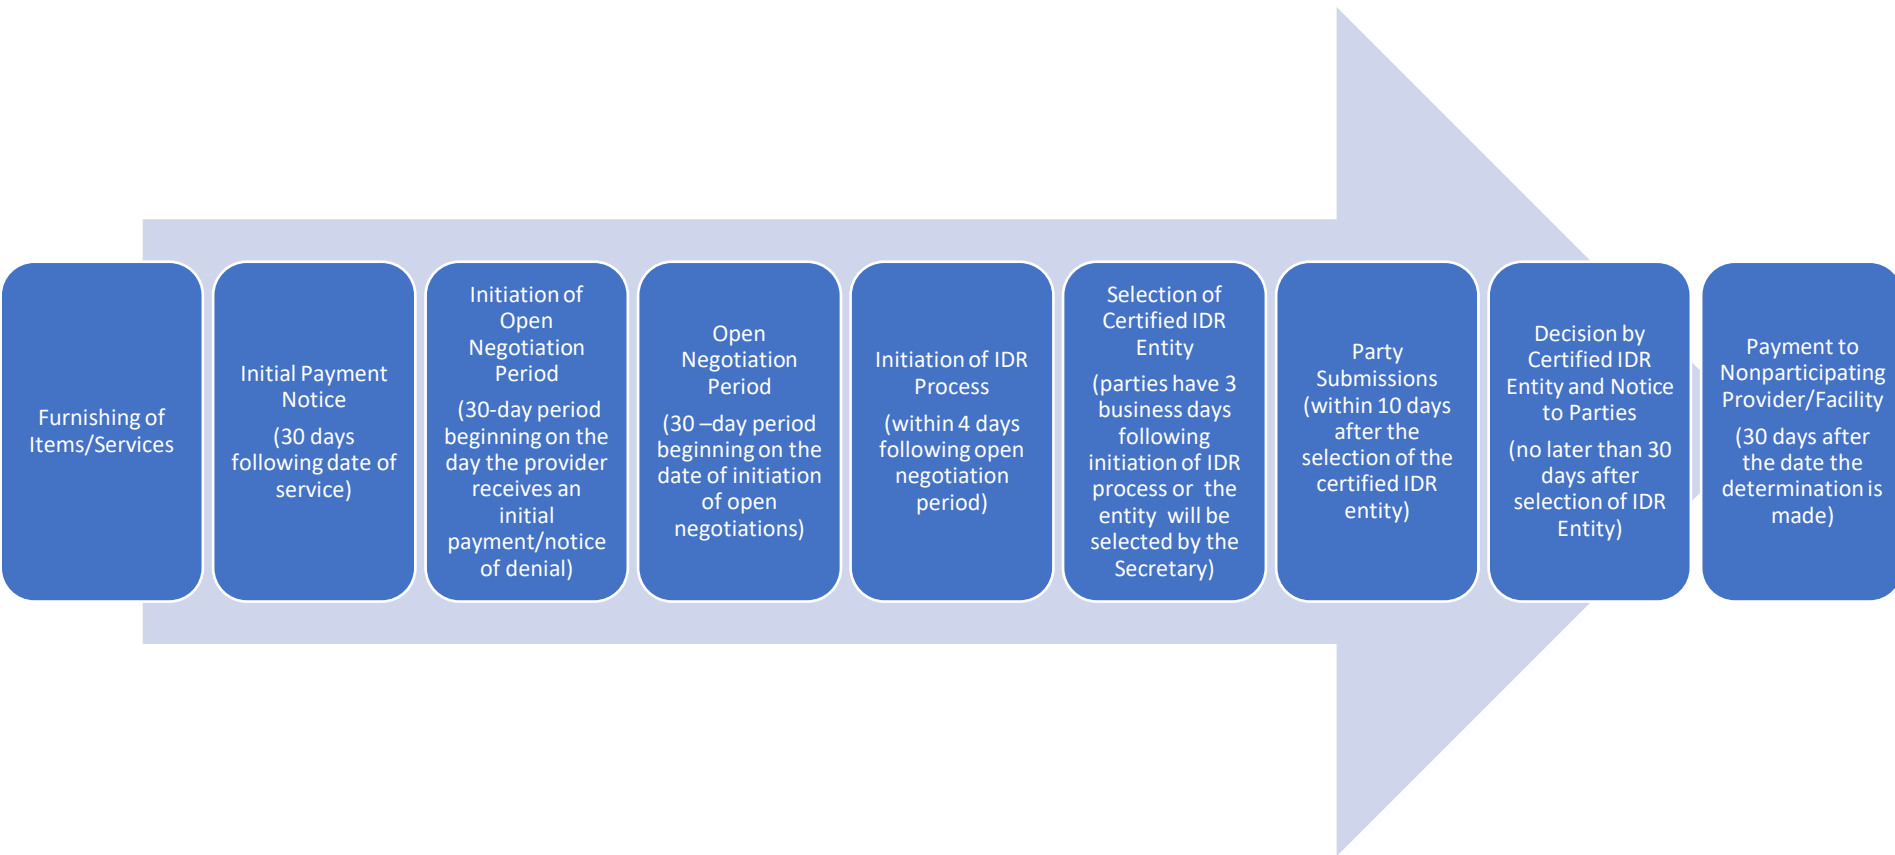 Furnishing of
Items/Services
Initial Payment
Notice
(30 days
following date of
service)
Initiation of
Open
Negotiation
Period
(30-day period
beginning on the
day the provider
receives an
initial
payment/notice
of denial)
Open
Negotiation
Period
(30 –day period
beginning on the
date of initiation
of open
negotiations)
Initiation of IDR
Process
(within 4 days
following open
negotiation
period)
Selection of
Certified IDR
Entity
(parties have 3
business days
following
initiation of IDR
process or the
entity will be
selected by the
Secretary)
Party
Submissions
(within 10 days
after the
selection of the
certified IDR
entity)
Decision by
Certified IDR
Entity and Notice
to Parties
(no later than 30
days after
selection of IDR
Entity)
Payment to
Nonparticipating
Provider/Facility
(30 days after
the date the
determination is
made)